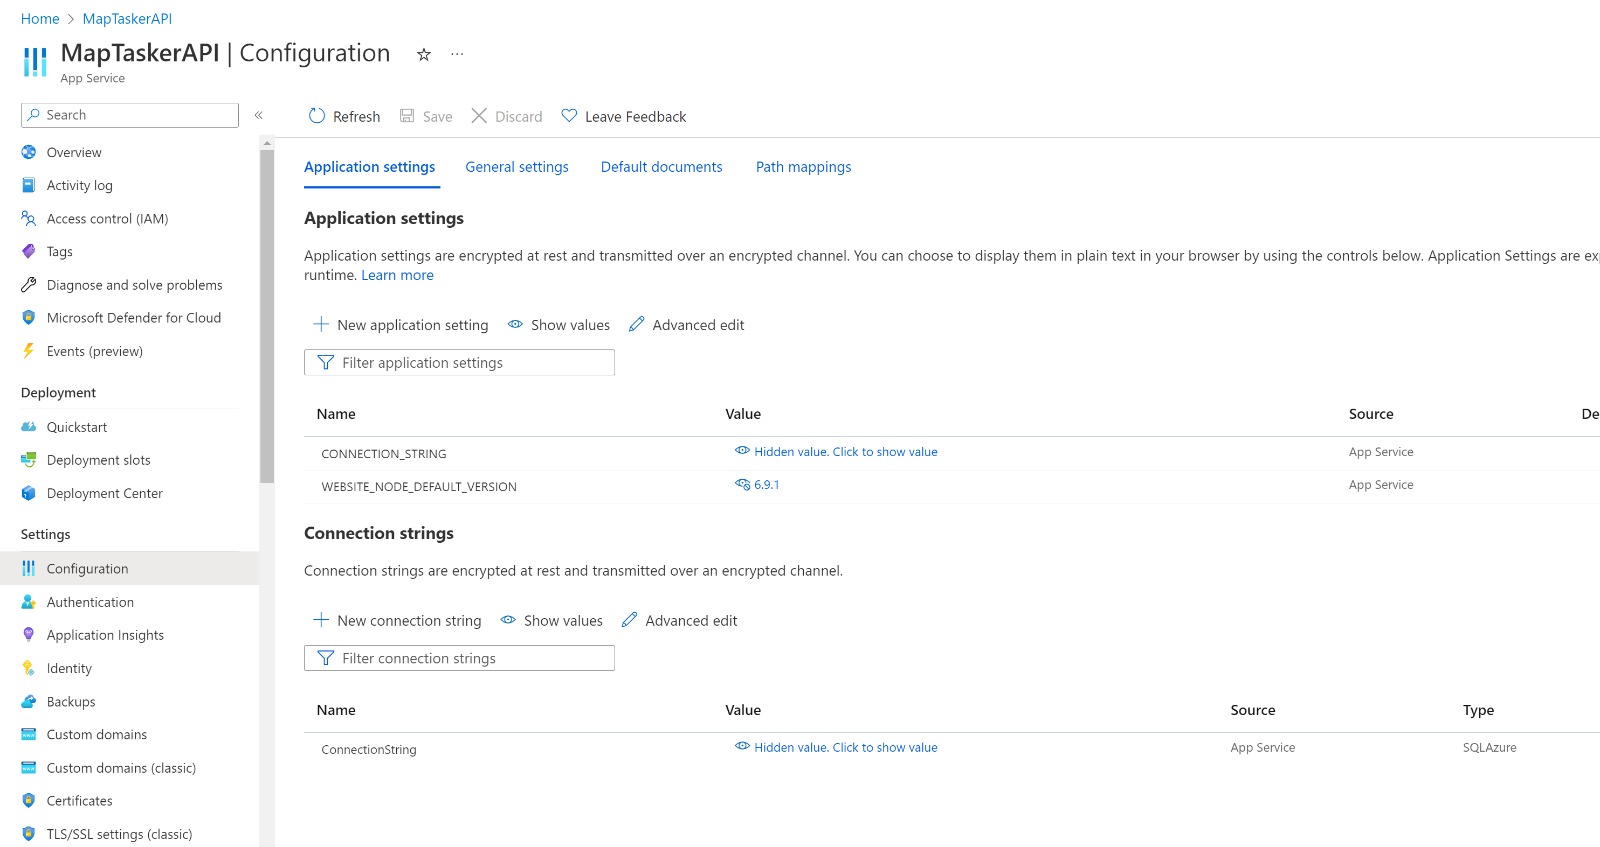 Home > MapTaskerAPI
MapTaskerAPI | Configuration
App Service
Search
«
Overview
Activity log
Access control (IAM)
Tags
Diagnose and solve problems
Microsoft Defender for Cloud
Events (preview)
Deployment
Quickstart
Deployment slots
Deployment Center
Settings
Configuration
Authentication
Application Insights
Identity
Backups
Custom domains
Custom domains (classic)
Certificates
TLS/SSL settings (classic)
Refresh Save Discard Leave Feedback
Application settings General settings Default documents Path mappings
Application settings
Application settings are encrypted at rest and transmitted over an encrypted channel. You can choose to display them in plain text in your browser by using the controls below. Application Settings are
runtime. Learn more
New application setting Show values Advanced edit
Filter application settings
Name Value Source
CONNECTION_STRING Hidden value. Click to show value App Service
WEBSITE_NODE_DEFAULT_VERSION 6.9.1 App Service
Connection strings
Connection strings are encrypted at rest and transmitted over an encrypted channel.
New connection string Show values Advanced edit
Filter connection strings
Name Value Source Type
ConnectionString Hidden value. Click to show value App Service SQLAzure